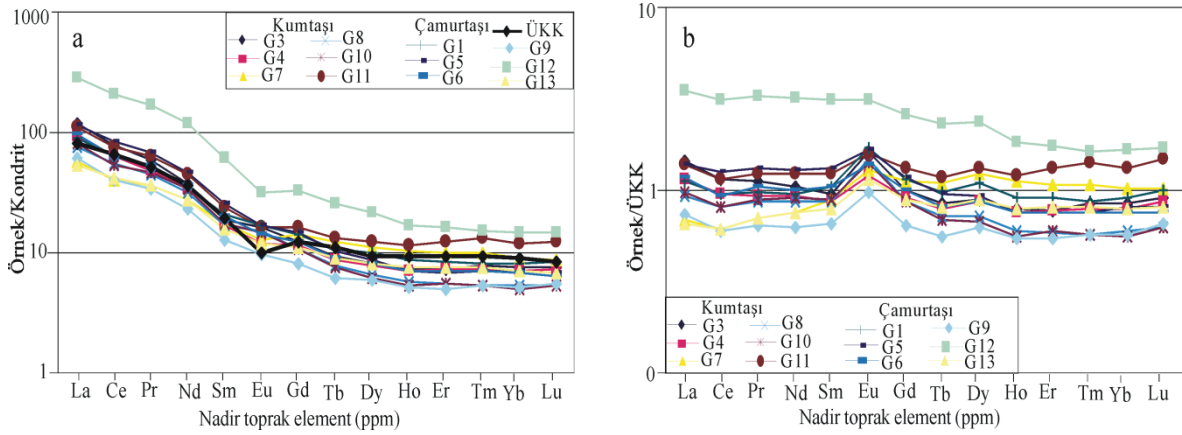 a
1000
100
10
1
Örnek/Kondrit
Kumtaşı Çamurtaşı ÜKK
G3 G8 G1 G9
G4 G10 G5 G12
G7 G11 G6 G13
La Ce Pr Nd Sm Eu Gd Tb Dy Ho Er Tm Yb Lu
Nadir toprak element (ppm)
b
10
1
0
Örnek/ÜKK
Kumtaşı Çamurtaşı
G3 G8 G1 G9
G4 G10 G5 G12
G7 G11 G6 G13
La Ce Pr Nd Sm Eu Gd Tb Dy Ho Er Tm Yb Lu
Nadir toprak element (ppm)